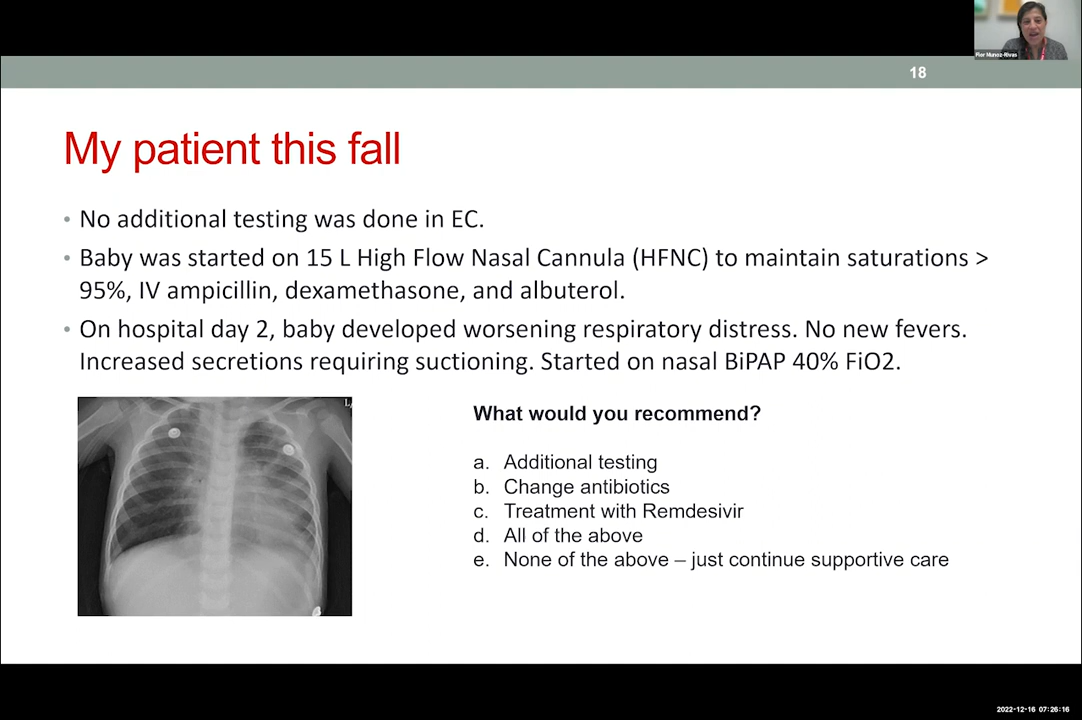 Flor Munoz-Rivas
18
My patient this fall
• No additional testing was done in EC.
• Baby was started on 15 L High Flow Nasal Cannula (HFNC) to maintain saturations >
95%, IV ampicillin, dexamethasone, and albuterol.
• On hospital day 2, baby developed worsening respiratory distress. No new fevers.
Increased secretions requiring suctioning. Started on nasal BiPAP 40% FiO2.
L
What would you recommend?
a. Additional testing
b. Change antibiotics
c. Treatment with Remdesivir
d. All of the above
e. None of the above – just continue supportive care
2022-12-16 07:26:16